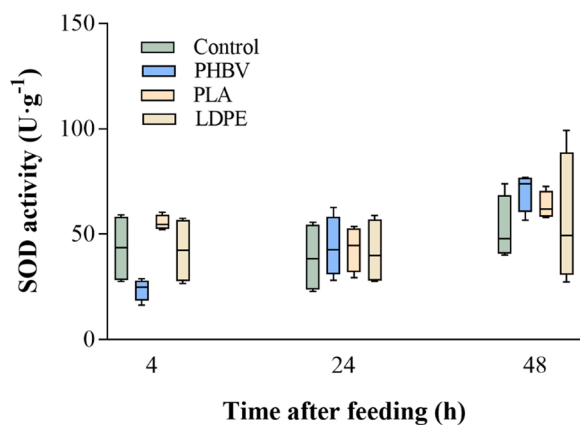 150
100
50
0
SOD activity (U·g⁻¹)
Control
PHBV
PLA
LDPE
4 24 48
Time after feeding (h)